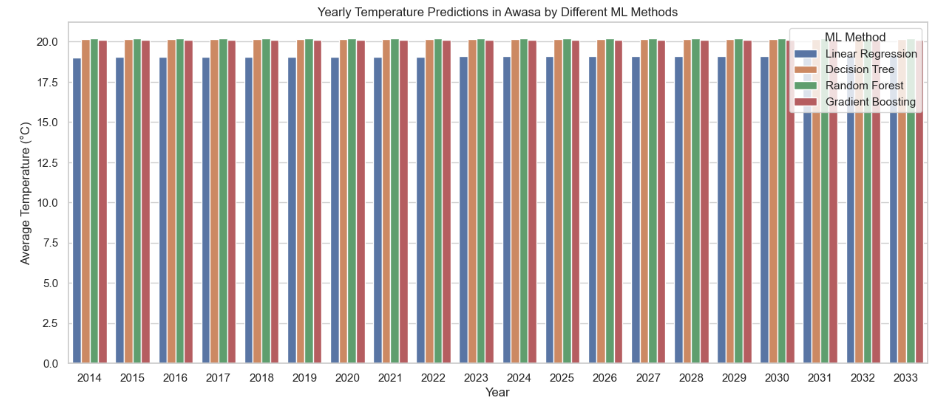 Yearly Temperature Predictions in Awasa by Different ML Methods
ML Method
Linear Regression
Decision Tree
Random Forest
Gradient Boosting
Average Temperature (°C)
20.0
17.5
15.0
12.5
10.0
7.5
5.0
2.5
0.0
2014 2015 2016 2017 2018 2019 2020 2021 2022 2023 2024 2025 2026 2027 2028 2029 2030 2031 2032 2033
Year